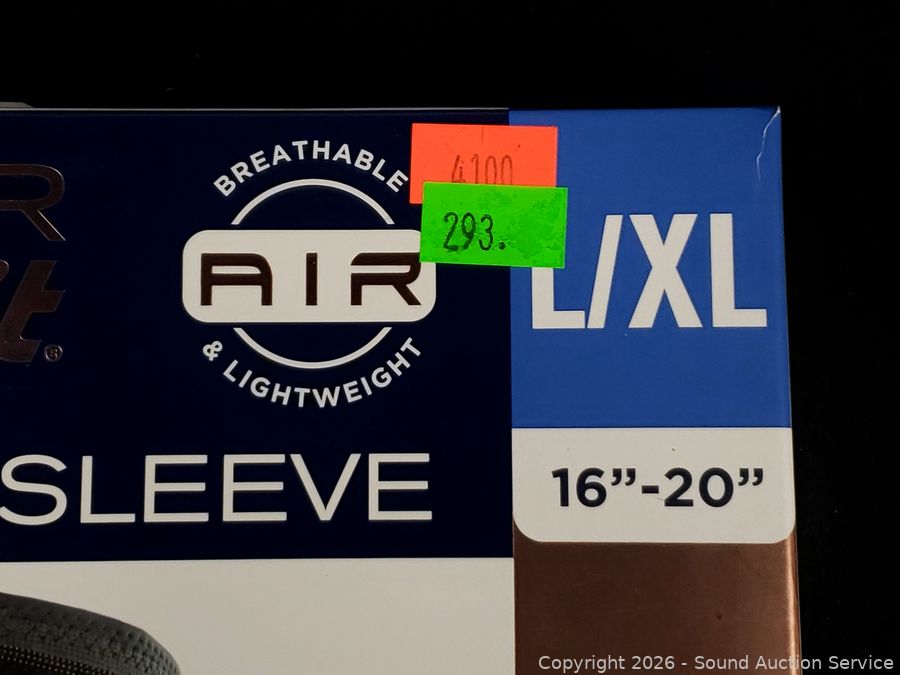 BREATHABLE
AIR
& LIGHTWEIGHT
4100
293.
L/XL
R
t®
SLEEVE
16”-20”
Copyright 2026 - Sound Auction Service